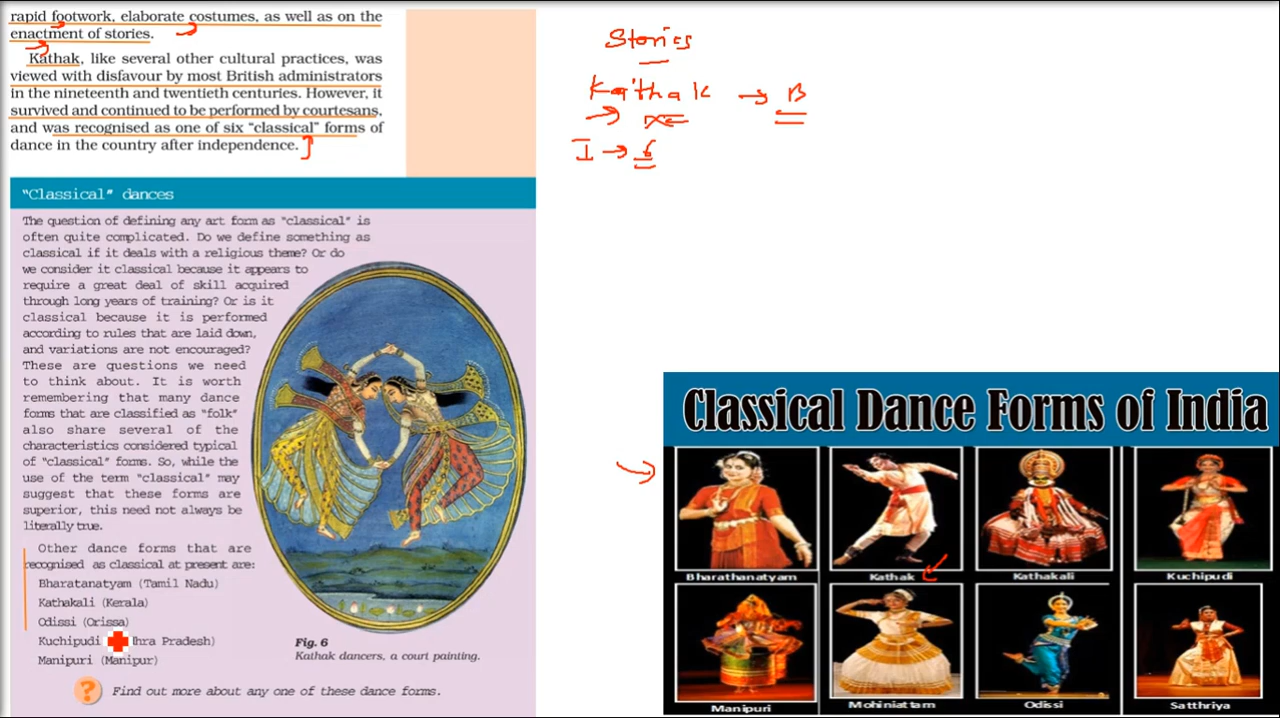 rapid footwork, elaborate costumes, as well as on the
enactment of stories.
Kathak, like several other cultural practices, was
viewed with disfavour by most British administrators
in the nineteenth and twentieth centuries. However, it
survived and continued to be performed by courtesans,
and was recognised as one of six “classical” forms of
dance in the country after independence.
“Classical” dances
The question of defining any art form as “classical” is
often quite complicated. Do we define something as
classical if it deals with a religious theme? Or do
we consider it classical because it appears to
require a great deal of skill acquired
through long years of training? Or is it
classical because it is performed
according to rules that are laid down,
and variations are not encouraged?
These are questions we need
to think about. It is worth
remembering that many dance
forms that are classified as “folk”
also share several of the
characteristics considered typical
of “classical” forms. So, while the
use of the term “classical” may
suggest that these forms are
superior, this need not always be
literally true.
Other dance forms that are
recognised as classical at present are:
Bharatanatyam (Tamil Nadu)
Kathakali (Kerala)
Odissi (Orissa)
Kuchipudi hra Pradesh)
Manipuri (Manipur)
Fig. 6
Kathak dancers, a court painting.
? Find out more about any one of these dance forms.
Stories
Kathak → B
I → 6
Classical Dance Forms of India
Bharathanatyam Kathak Kathakali Kuchipudi
Manipuri Mohiniattam Odissi Satthriya